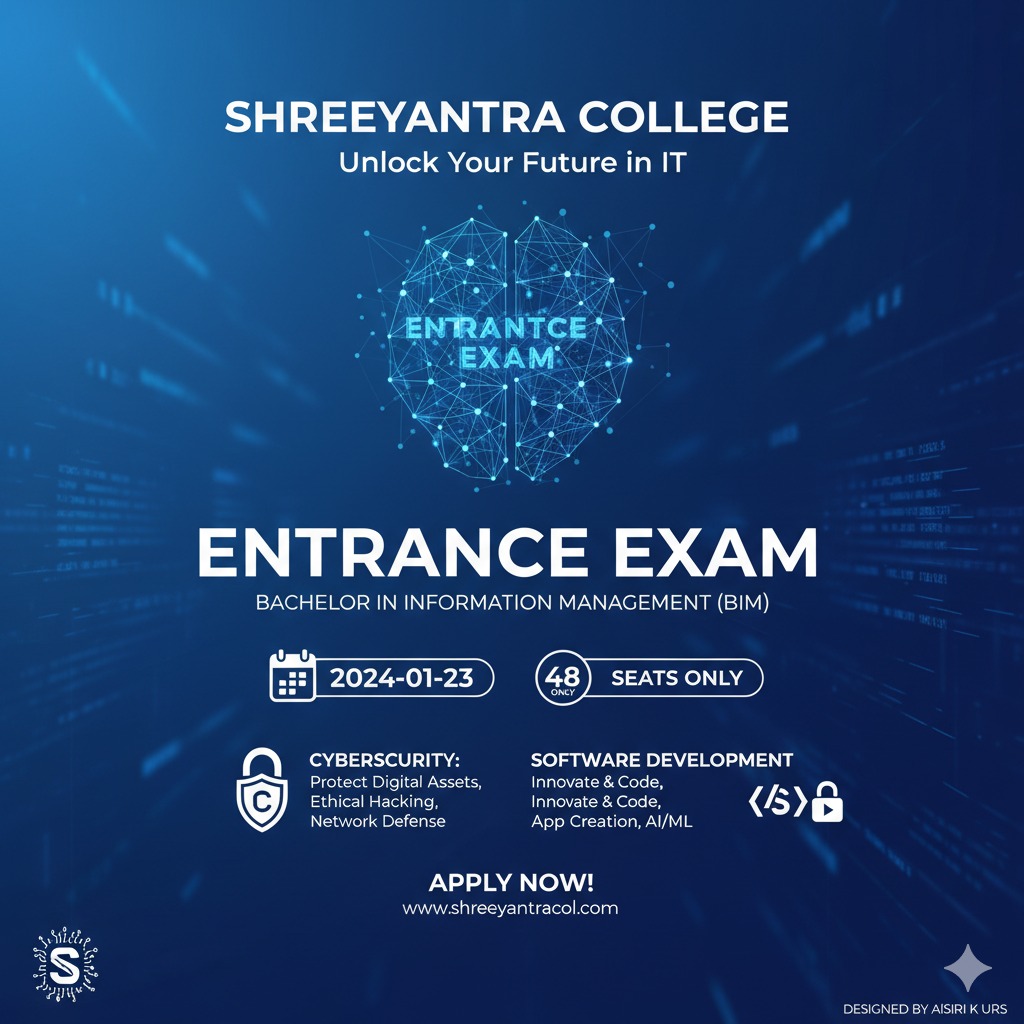 SHREEYANTRA COLLEGE
Unlock Your Future in IT
ENTRANTCE
EXAM
ENTRANCE EXAM
BACHELOR IN INFORMATION MANAGEMENT (BIM)
2024-01-23
48
ONLY
SEATS ONLY
CYBERSCURITY:
Protect Digital Assets,
Ethical Hacking,
Network Defense
C
SOFTWARE DEVELOPMENT
Innovate & Code,
Innovate & Code,
App Creation, AI/ML
</S>
APPLY NOW!
www.shreeyantracol.com
S
DESIGNED BY AISIRI K URS